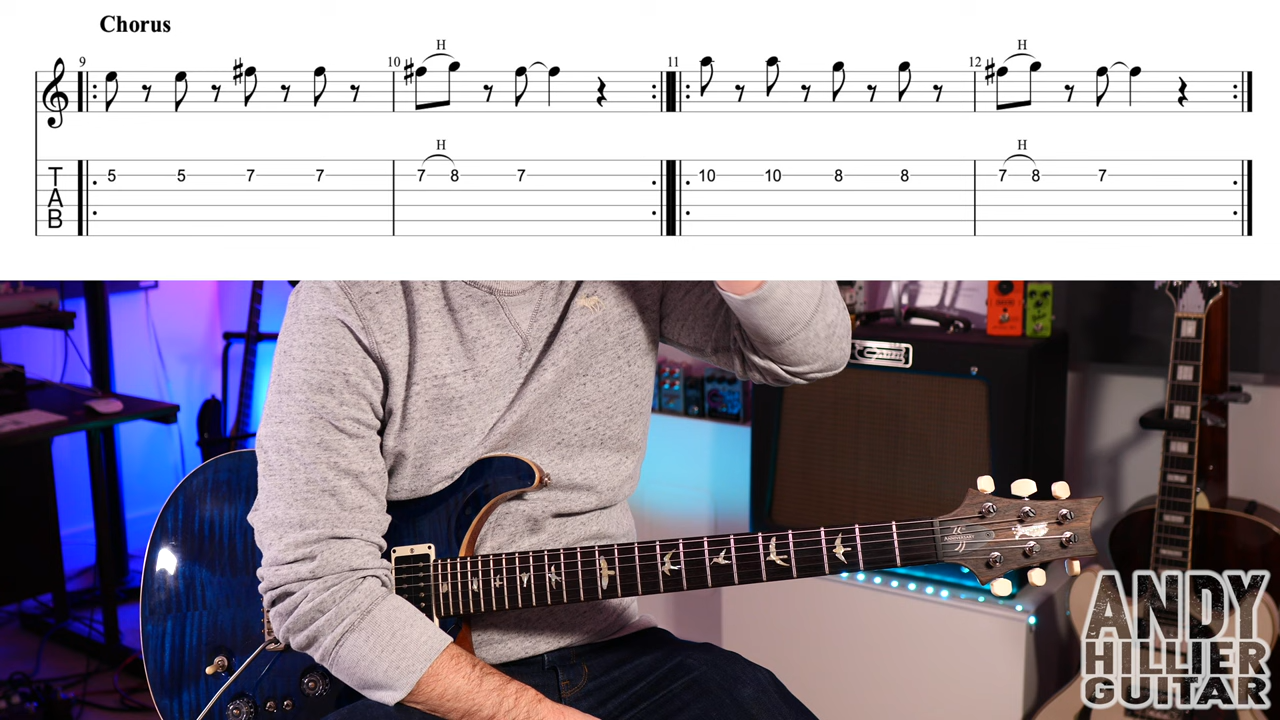 Chorus
9 10 H 11 12 H
H H
T 5 5 7 7 7 8 7 10 10 8 8 7 8 7
A
B
ANNIVERSARY
ANDY
HILLIER
GUITAR